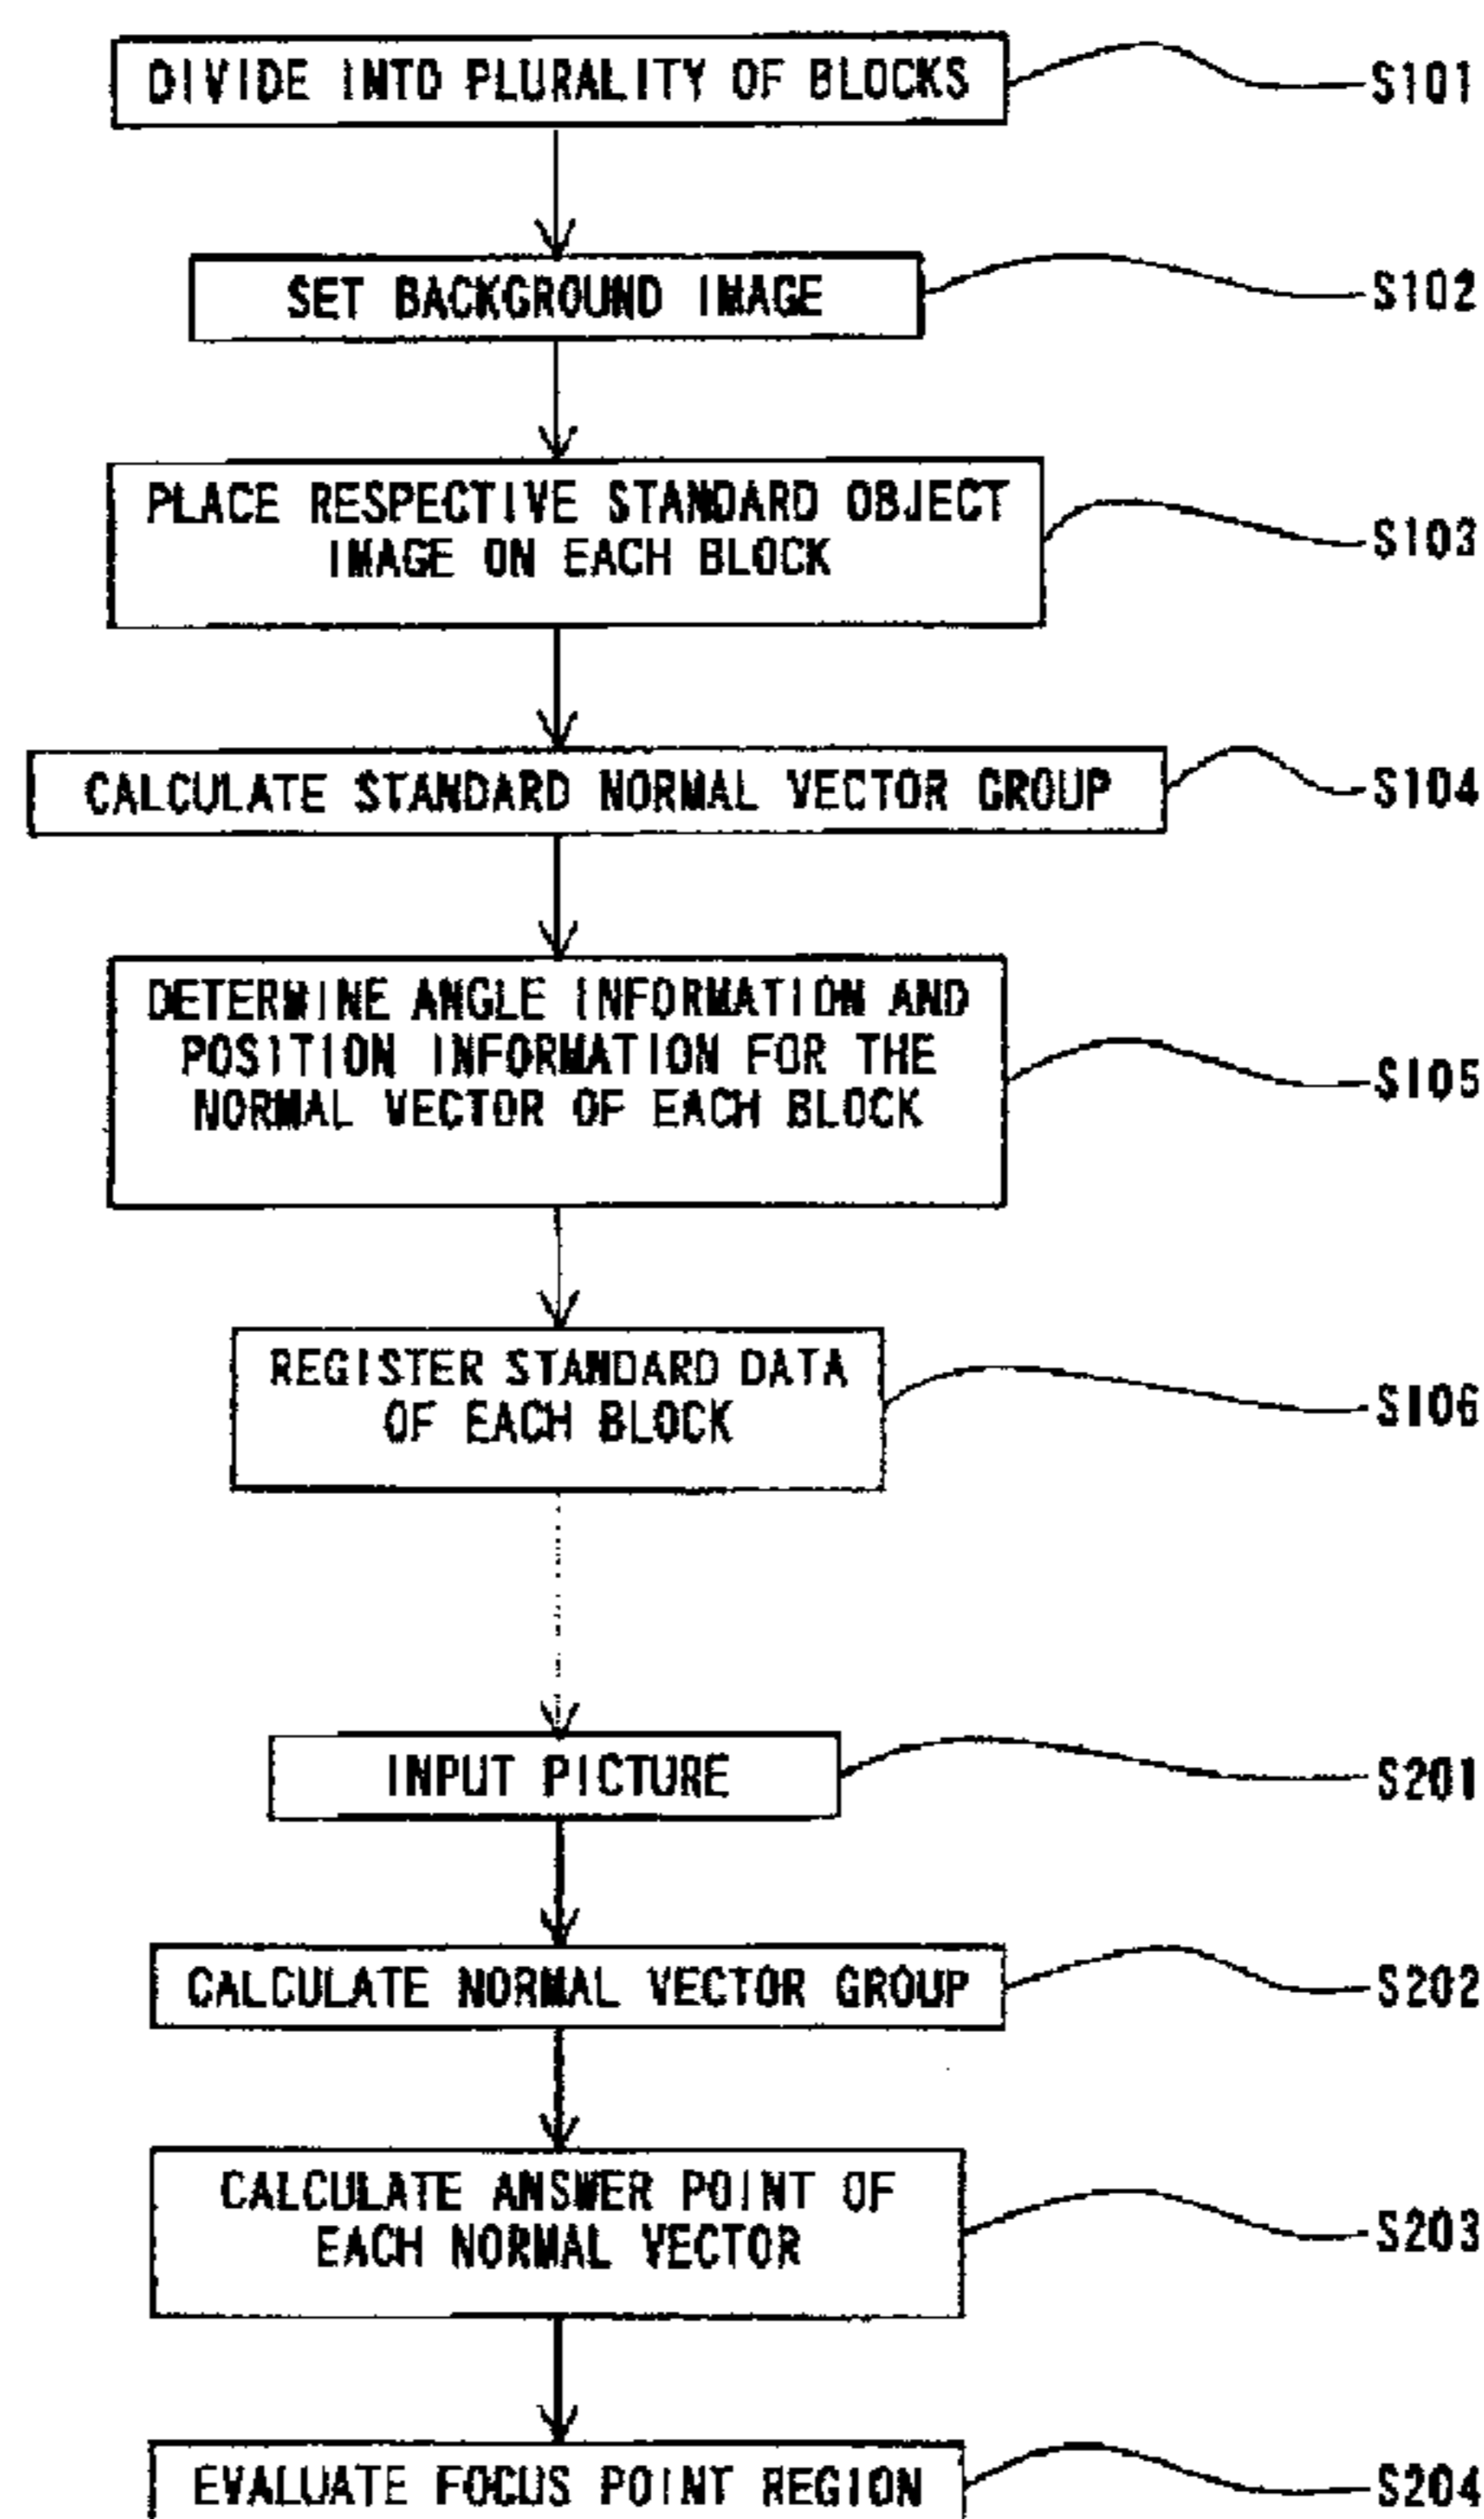 DIVIDE INTO PLURALITY OF BLOCKS
S101
SET BACKGROUND IMAGE
S102
PLACE RESPECTIVE STANDARD OBJECT
IMAGE ON EACH BLOCK
S103
CALCULATE STANDARD NORMAL VECTOR GROUP
S104
DETERMINE ANGLE INFORMATION AND
POSITION INFORMATION FOR THE
NORMAL VECTOR OF EACH BLOCK
S105
REGISTER STANDARD DATA
OF EACH BLOCK
S106
INPUT PICTURE
S201
CALCULATE NORMAL VECTOR GROUP
S202
CALCULATE ANSWER POINT OF
EACH NORMAL VECTOR
S203
EVALUATE FOCUS POINT REGION
S204